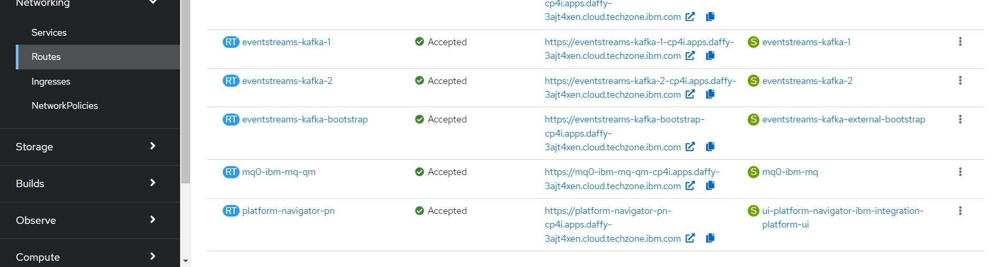 Networking
Services
Routes
Ingresses
NetworkPolicies
Storage
Builds
Observe
Compute
cp4i.apps.daffy-
3ajt4xen.cloud.techzone.ibm.com
RT eventstreams-kafka-1 Accepted https://eventstreams-kafka-1-cp4i.apps.daffy- S eventstreams-kafka-1
3ajt4xen.cloud.techzone.ibm.com
RT eventstreams-kafka-2 Accepted https://eventstreams-kafka-2-cp4i.apps.daffy- S eventstreams-kafka-2
3ajt4xen.cloud.techzone.ibm.com
RT eventstreams-kafka-bootstrap Accepted https://eventstreams-kafka-bootstrap- S eventstreams-kafka-external-bootstrap
cp4i.apps.daffy-
3ajt4xen.cloud.techzone.ibm.com
RT mq0-ibm-mq-qm Accepted https://mq0-ibm-mq-qm-cp4i.apps.daffy- S mq0-ibm-mq
3ajt4xen.cloud.techzone.ibm.com
RT platform-navigator-pn Accepted https://platform-navigator-pn- S ui-platform-navigator-ibm-integration-
cp4i.apps.daffy- platform-ui
3ajt4xen.cloud.techzone.ibm.com